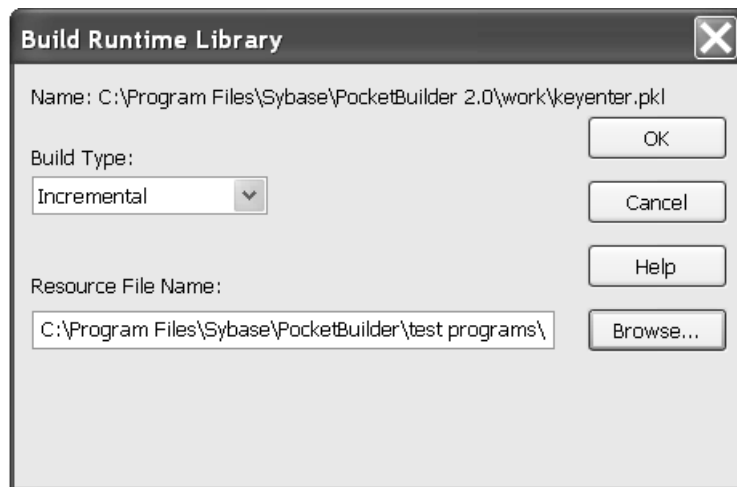 Build Runtime Library
Name: C:\Program Files\Sybase\PocketBuilder 2.0\work\keyenter.pkl
OK
Build Type:
Incremental
Cancel
Help
Resource File Name:
C:\Program Files\Sybase\PocketBuilder\test programs\
Browse...